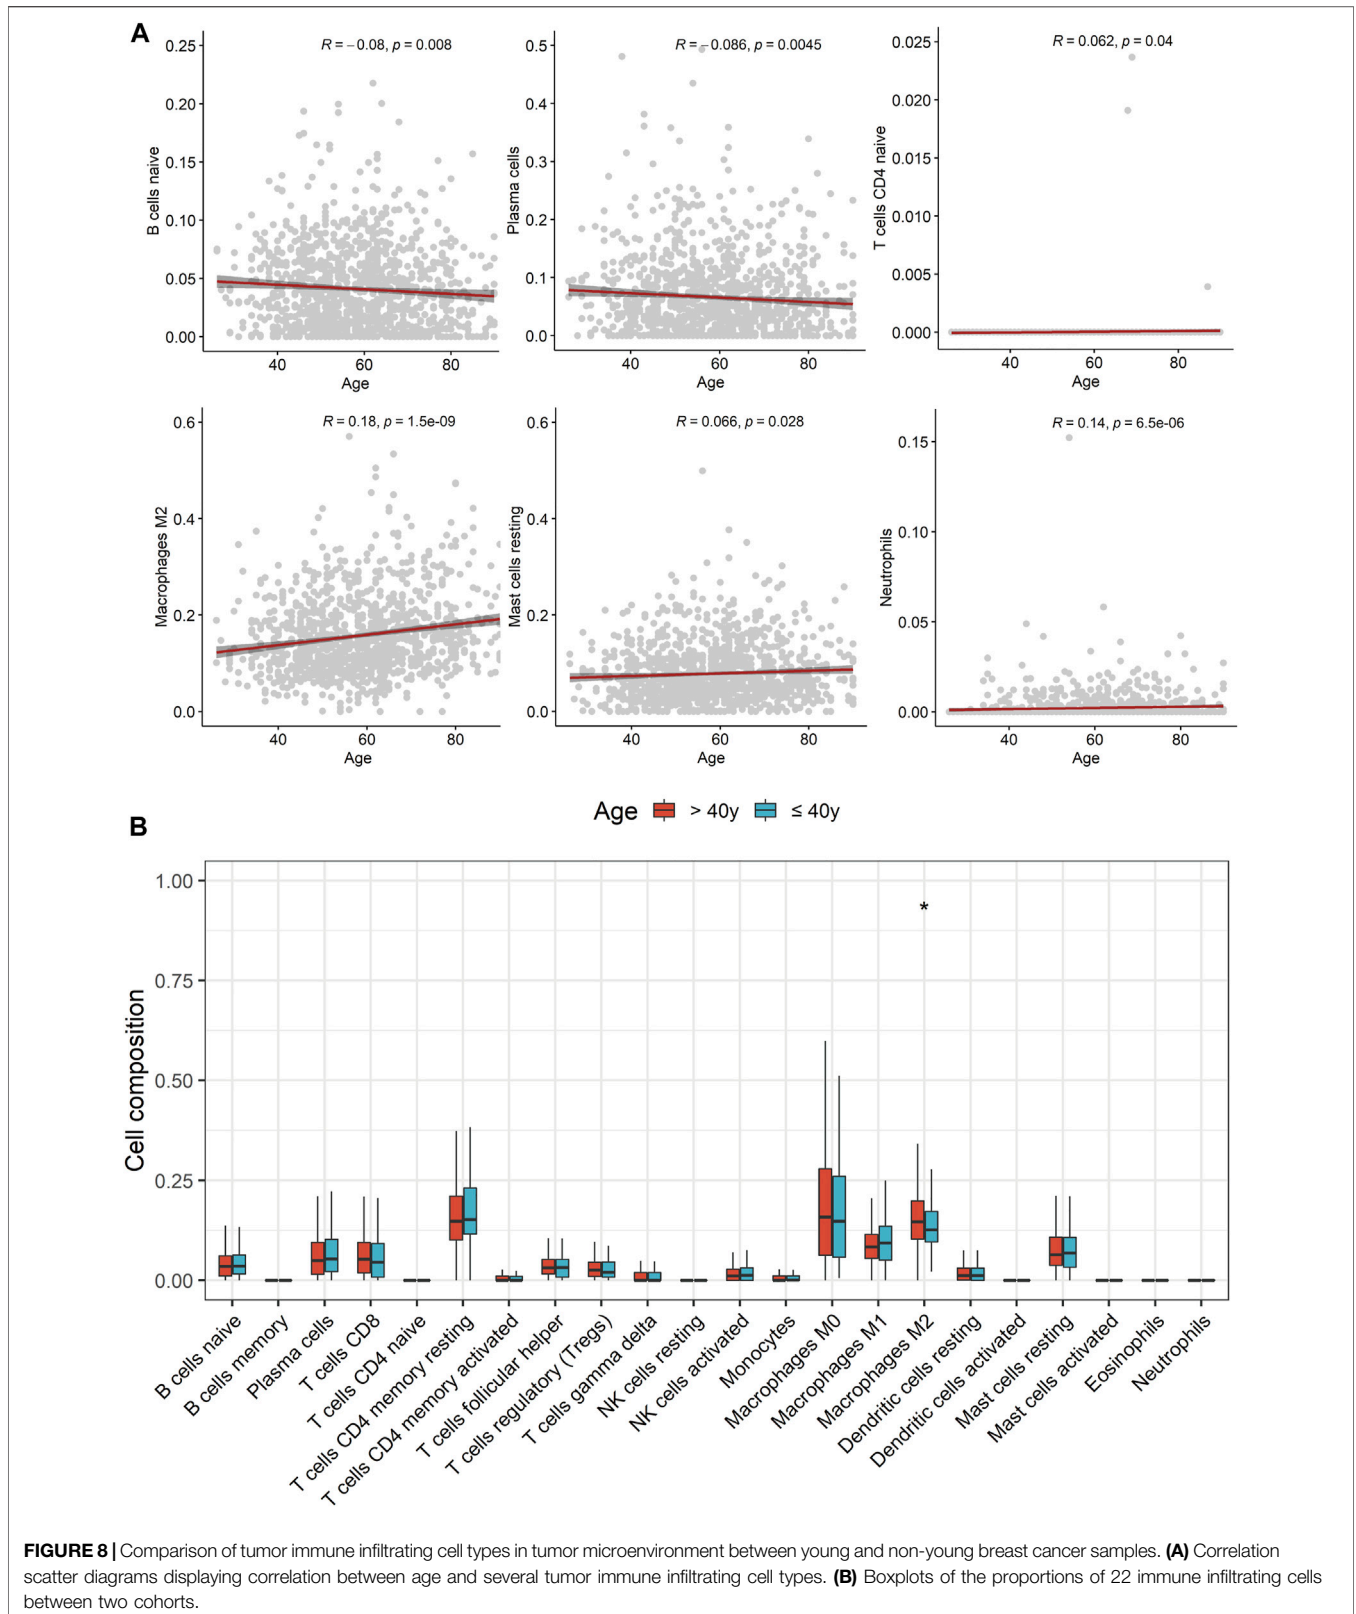 A
R = −0.08, p = 0.008
B cells naive
0.25
0.20
0.15
0.10
0.05
0.00
40 60 80
Age
R = −0.086, p = 0.0045
Plasma cells
0.5
0.4
0.3
0.2
0.1
0.0
40 60 80
Age
R = 0.062, p = 0.04
T cells CD4 naive
0.025
0.020
0.015
0.010
0.005
0.000
40 60 80
Age
R = 0.18, p = 1.5e-09
Macrophages M2
0.6
0.4
0.2
0.0
40 60 80
Age
R = 0.066, p = 0.028
Mast cells resting
0.6
0.4
0.2
0.0
40 60 80
Age
R = 0.14, p = 6.5e-06
Neutrophils
0.15
0.10
0.05
0.00
40 60 80
Age
B
Age > 40y ≤ 40y
Cell composition
1.00
0.75
0.50
0.25
0.00
*
B cells naive
B cells memory
Plasma cells
T cells CD8
T cells CD4 naive
T cells CD4 memory resting
T cells CD4 memory activated
T cells follicular helper
T cells regulatory (Tregs)
T cells gamma delta
NK cells resting
NK cells activated
Monocytes
Macrophages M0
Macrophages M1
Macrophages M2
Dendritic cells resting
Dendritic cells activated
Mast cells resting
Mast cells activated
Eosinophils
Neutrophils
FIGURE 8 | Comparison of tumor immune infiltrating cell types in tumor microenvironment between young and non-young breast cancer samples. (A) Correlation
scatter diagrams displaying correlation between age and several tumor immune infiltrating cell types. (B) Boxplots of the proportions of 22 immune infiltrating cells
between two cohorts.